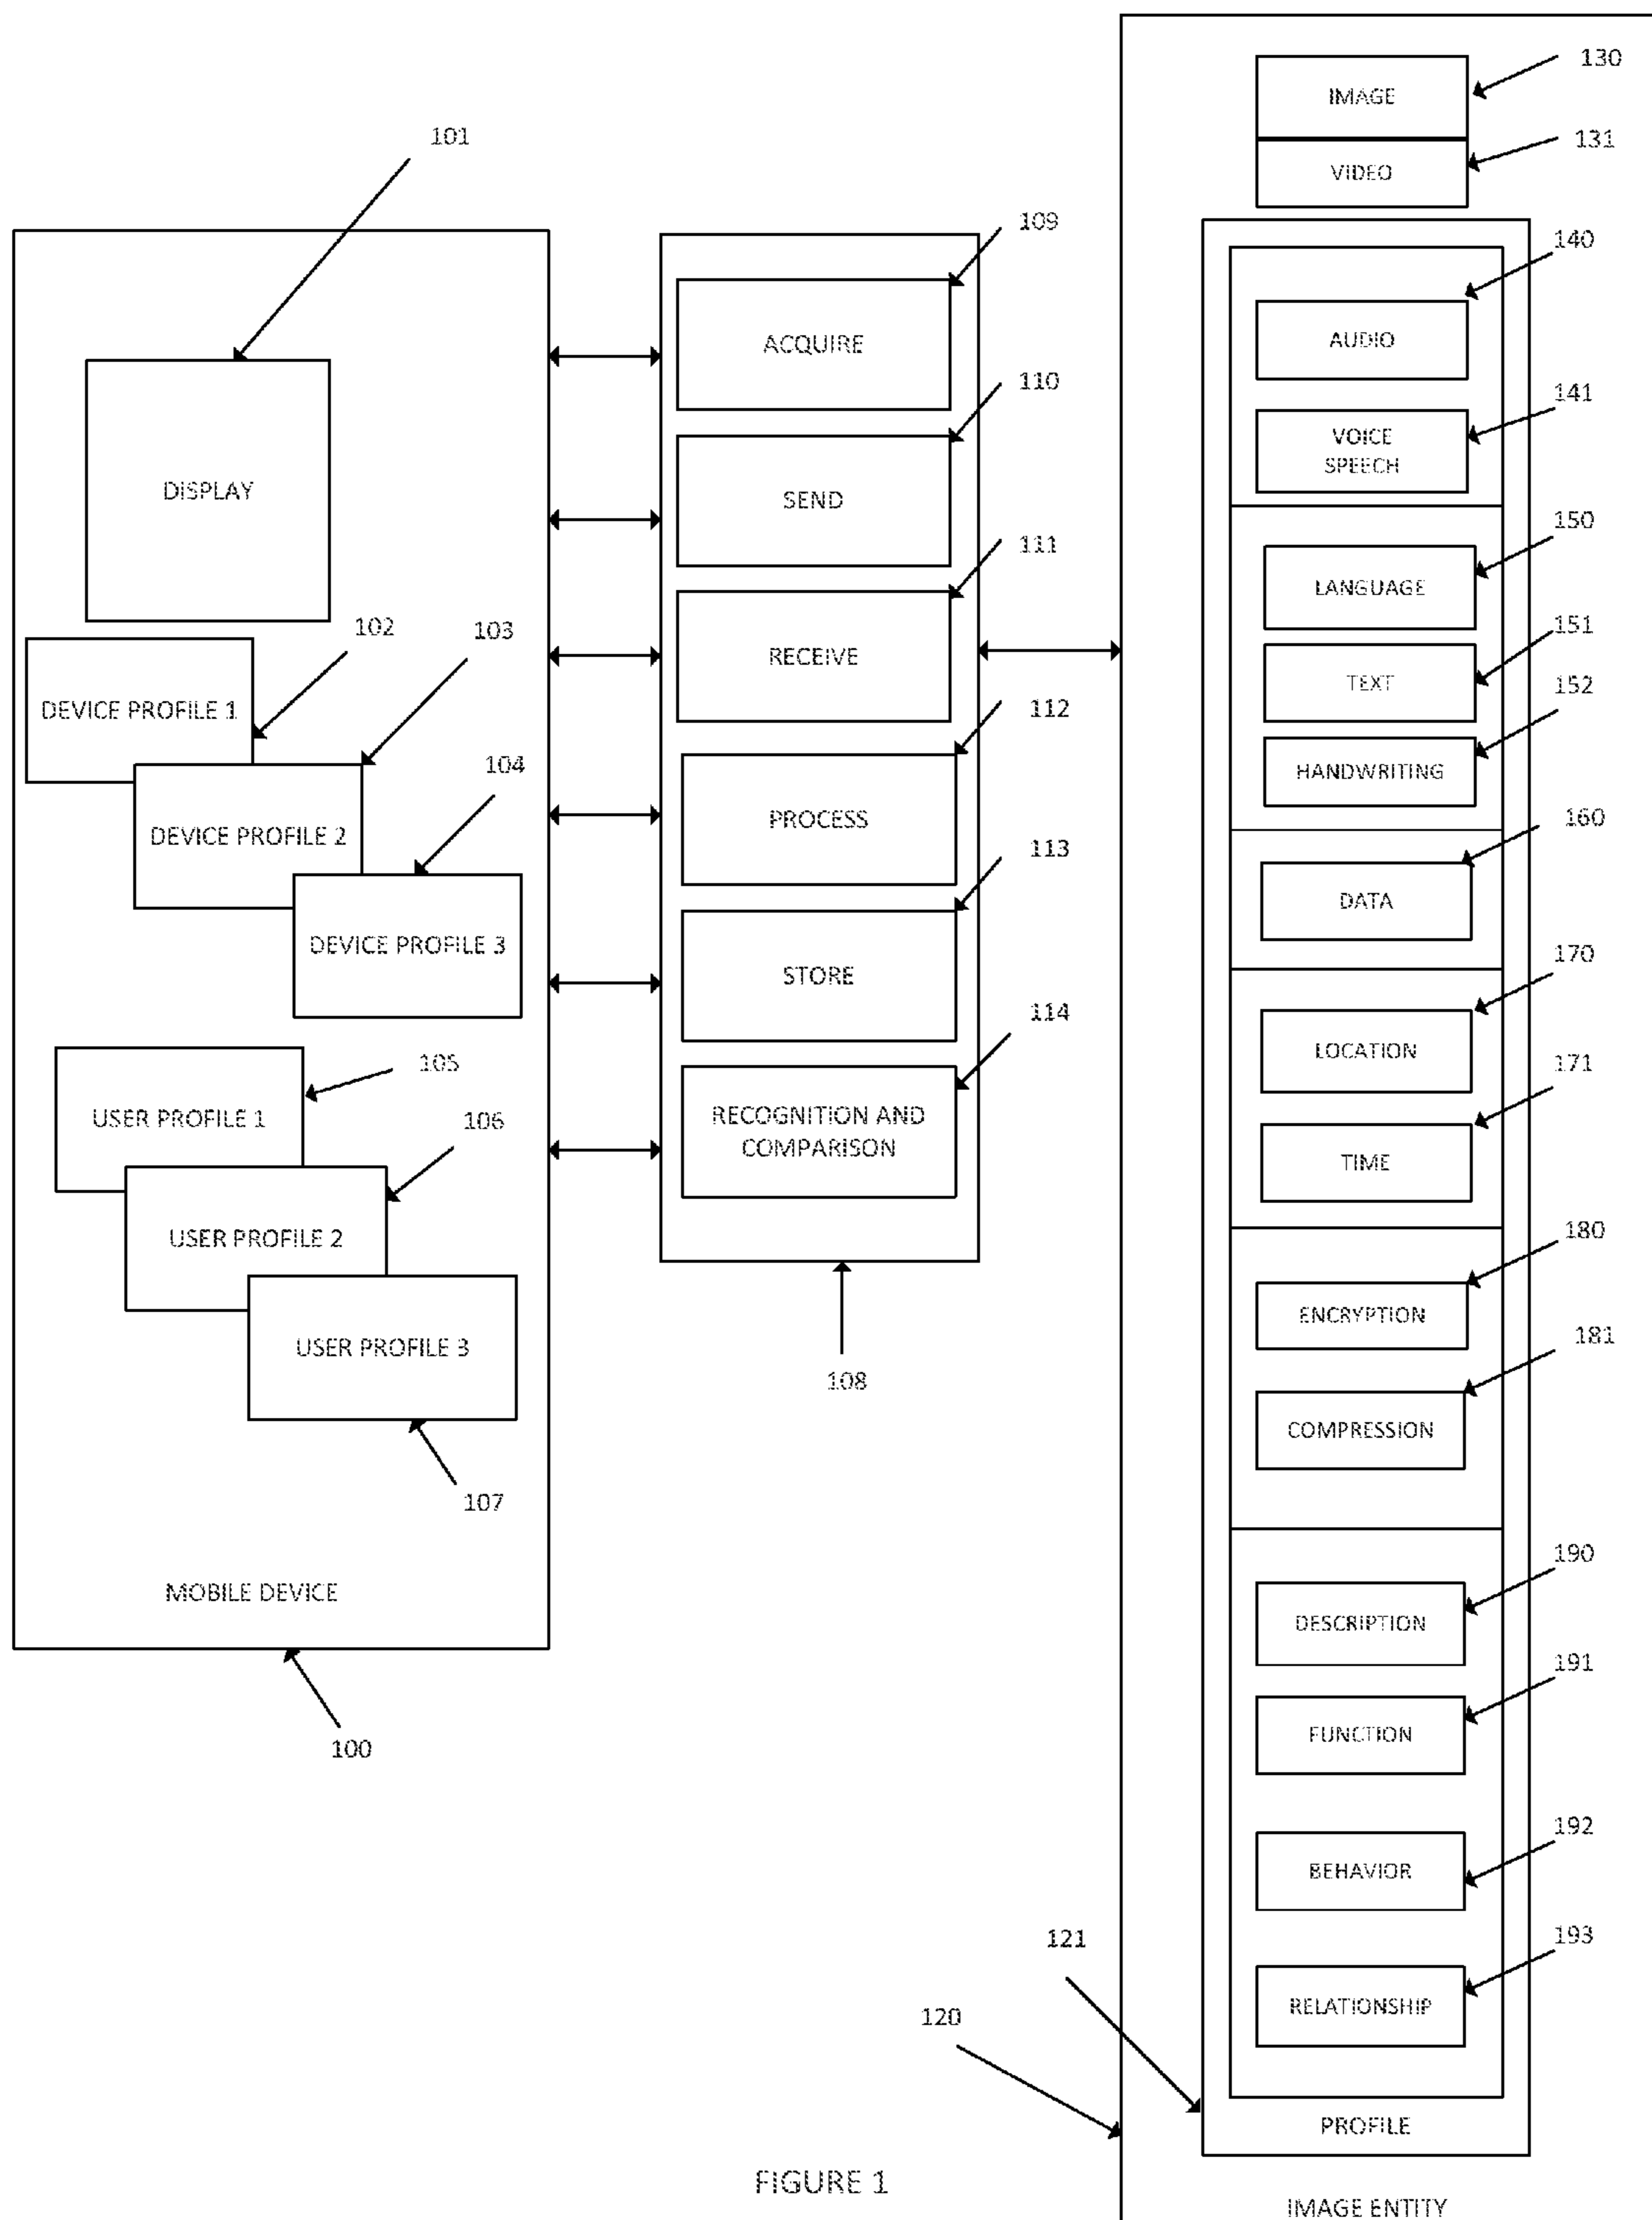 101
DISPLAY
102
103
DEVICE PROFILE 1
104
DEVICE PROFILE 2
DEVICE PROFILE 3
105
USER PROFILE 1
106
USER PROFILE 2
USER PROFILE 3
107
MOBILE DEVICE
100
109
ACQUIRE
110
SEND
111
RECEIVE
112
PROCESS
113
STORE
114
RECOGNITION AND
COMPARISON
108
130
IMAGE
131
VIDEO
140
AUDIO
141
VOICE
SPEECH
150
LANGUAGE
151
TEXT
152
HANDWRITING
160
DATA
170
LOCATION
171
TIME
180
ENCRYPTION
181
COMPRESSION
190
DESCRIPTION
191
FUNCTION
192
BEHAVIOR
193
RELATIONSHIP
121
120
PROFILE
IMAGE ENTITY
FIGURE 1